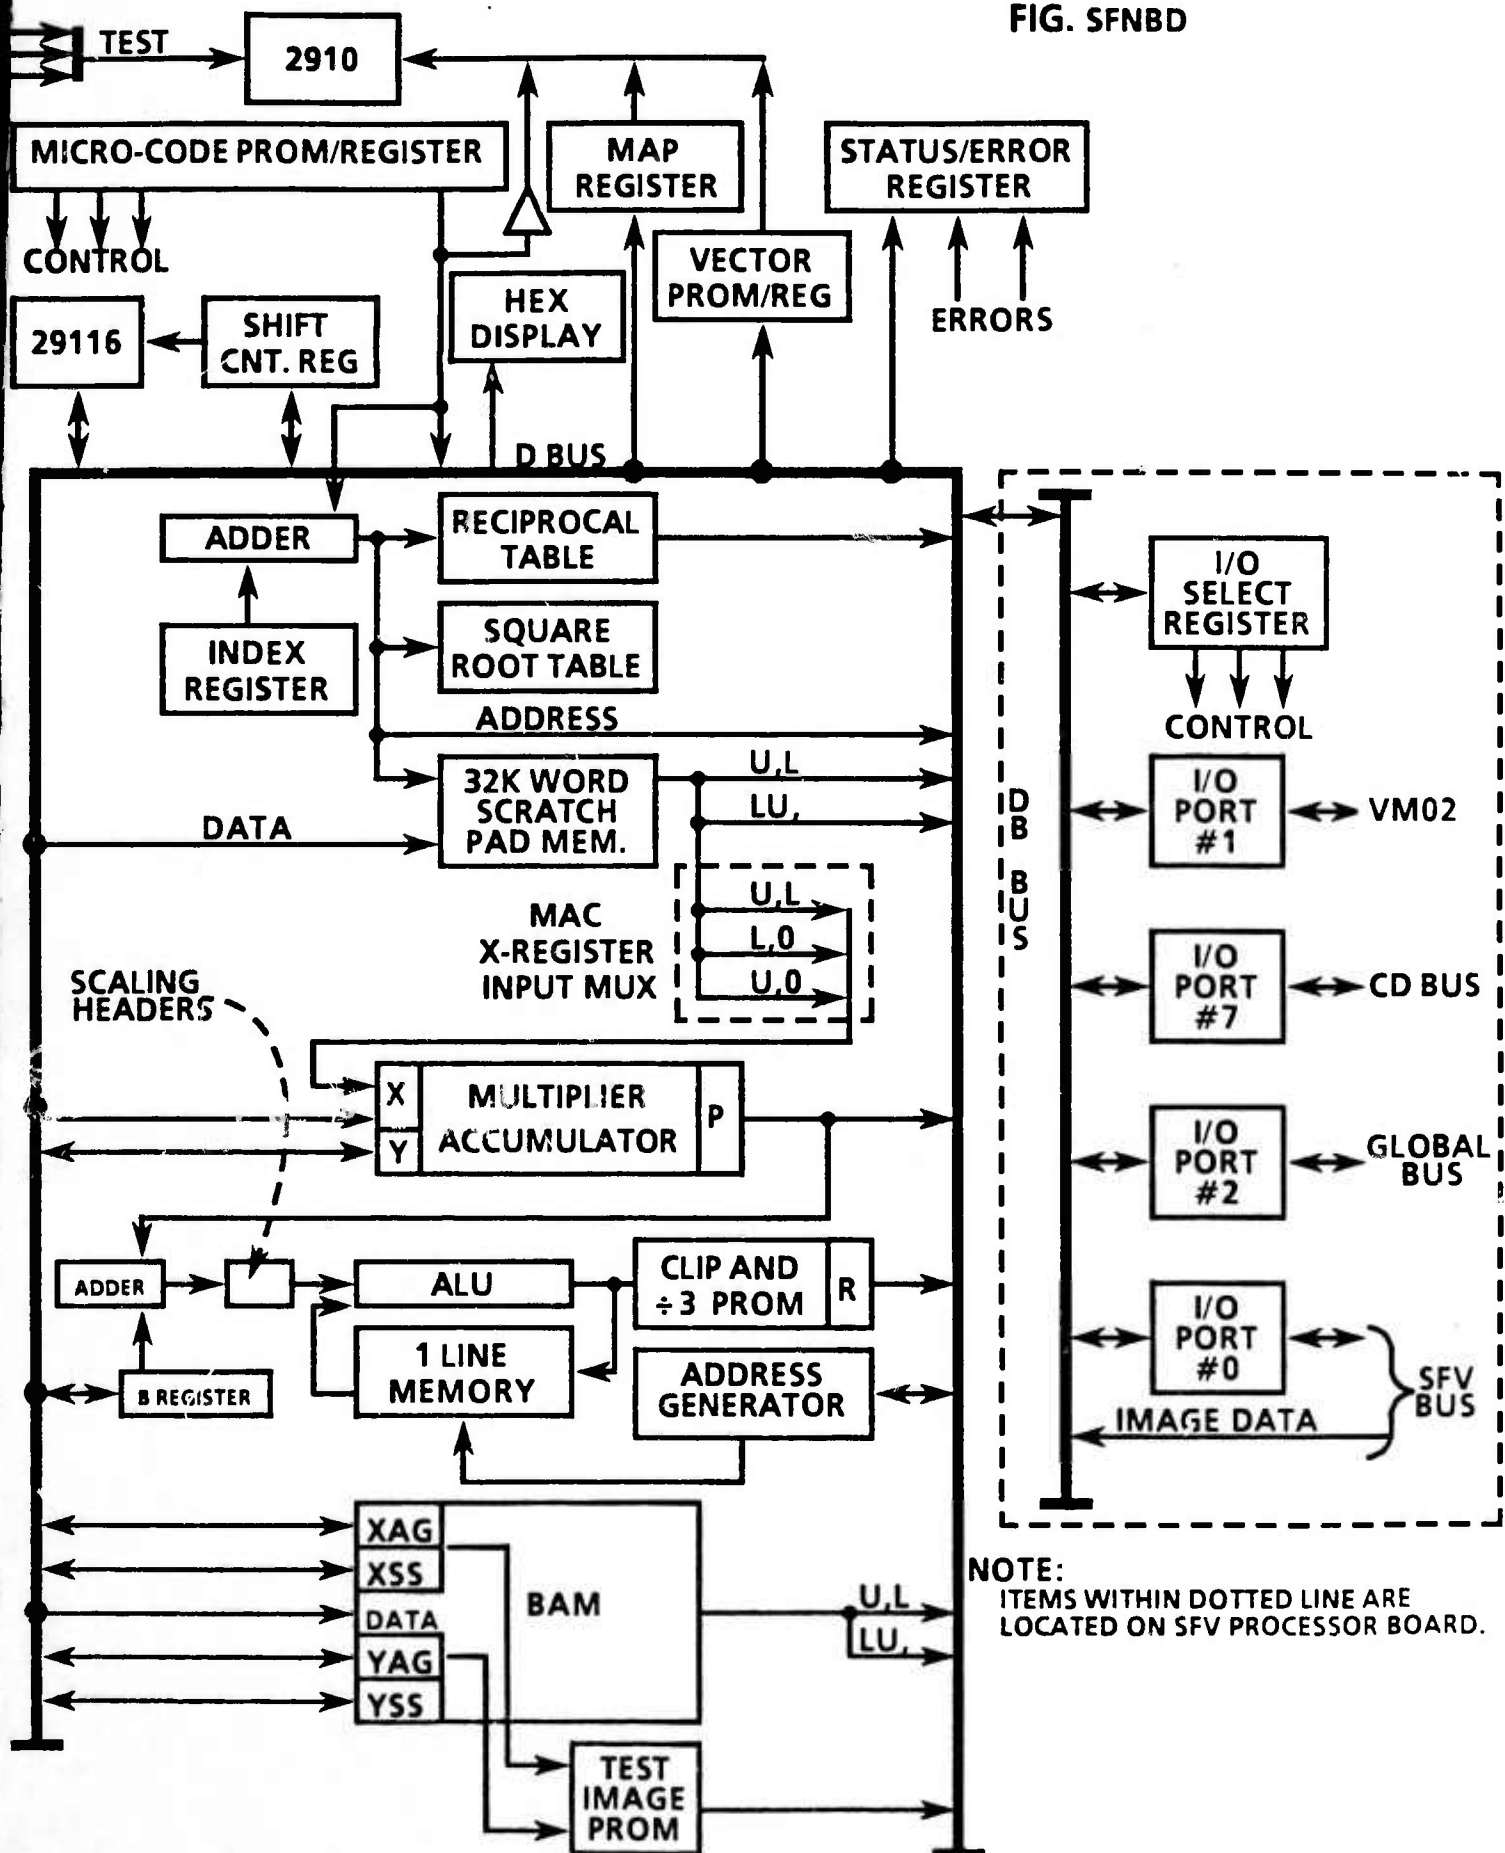 FIG. SFNBD
TEST
2910
MICRO-CODE PROM/REGISTER
MAP
REGISTER
STATUS/ERROR
REGISTER
CONTROL
VECTOR
PROM/REG
HEX
DISPLAY
ERRORS
29116
SHIFT
CNT. REG
D BUS
ADDER
RECIPROCAL
TABLE
INDEX
REGISTER
SQUARE
ROOT TABLE
ADDRESS
32K WORD
SCRATCH
PAD MEM.
U,L
LU,
DATA
MAC
X-REGISTER
INPUT MUX
U,L
L,0
U,0
SCALING
HEADERS
X
Y
MULTIPLIER
ACCUMULATOR
P
ADDER
ALU
CLIP AND
÷3 PROM
R
B REGISTER
1 LINE
MEMORY
ADDRESS
GENERATOR
XAG
XSS
DATA
YAG
YSS
BAM
U,L
LU,
TEST
IMAGE
PROM
DB BUS
I/O
SELECT
REGISTER
CONTROL
I/O
PORT
#1
VM02
I/O
PORT
#7
CD BUS
I/O
PORT
#2
GLOBAL
BUS
I/O
PORT
#0
SFV
BUS
IMAGE DATA
NOTE:
ITEMS WITHIN DOTTED LINE ARE
LOCATED ON SFV PROCESSOR BOARD.